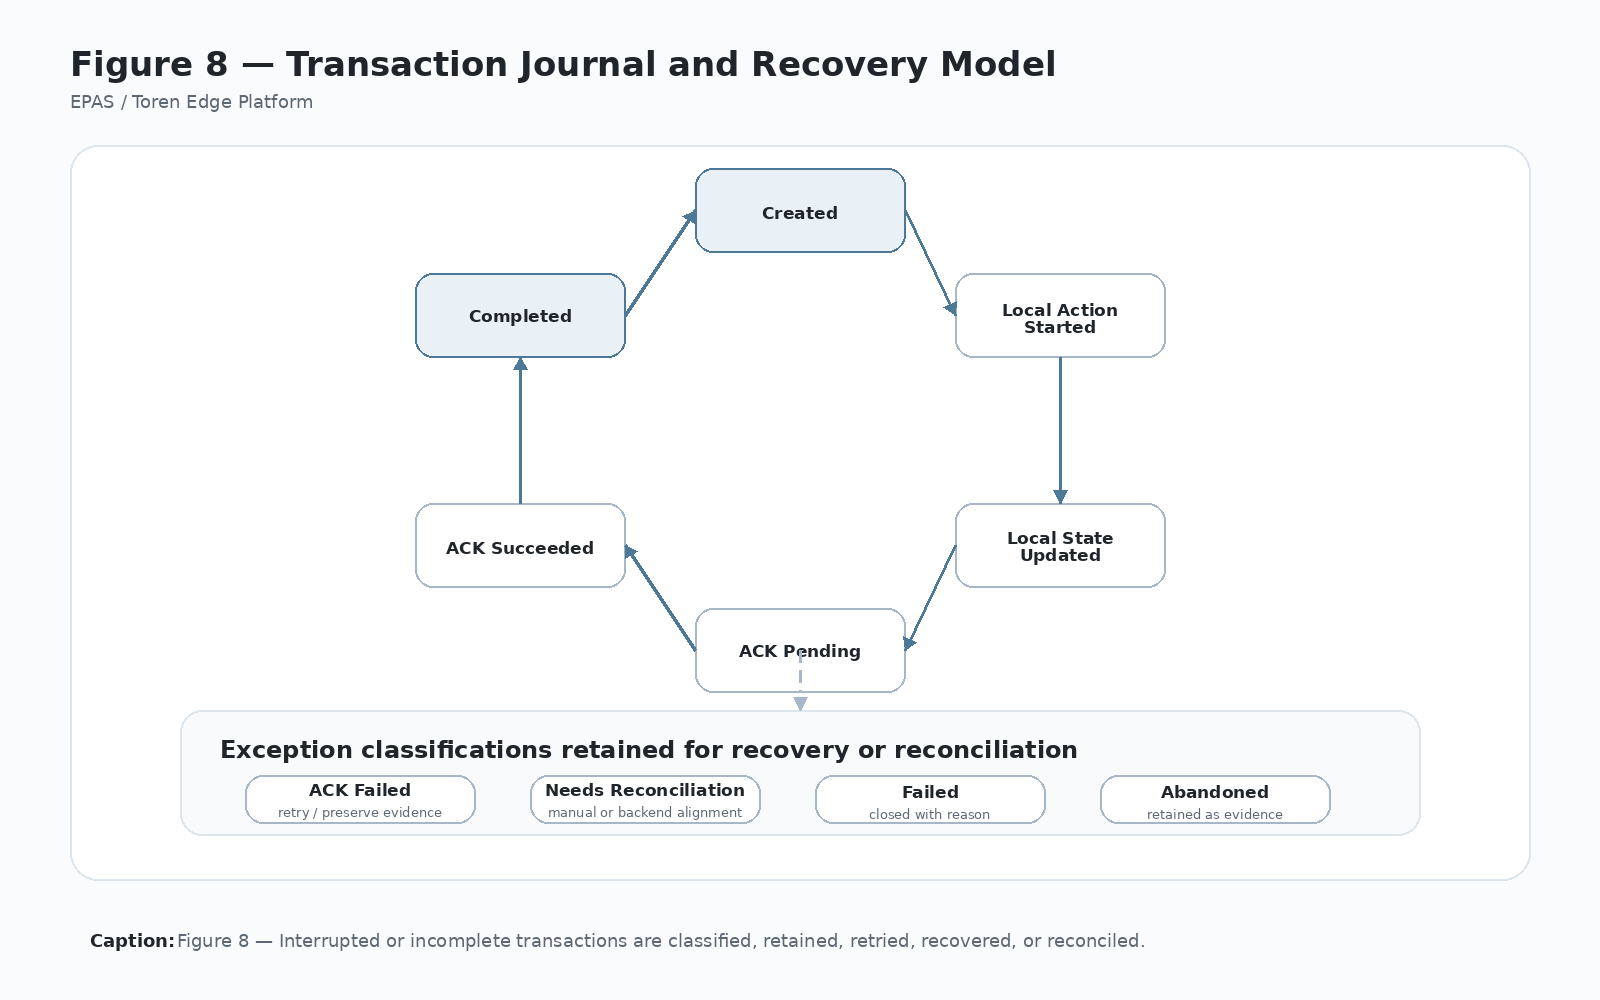 Figure 8 — Transaction Journal and Recovery Model
EPAS / Toren Edge Platform
Created
Completed
Local Action
Started
ACK Succeeded
Local State
Updated
ACK Pending
Exception classifications retained for recovery or reconciliation
ACK Failed
retry / preserve evidence
Needs Reconciliation
manual or backend alignment
Failed
closed with reason
Abandoned
retained as evidence
Caption: Figure 8 — Interrupted or incomplete transactions are classified, retained, retried, recovered, or reconciled.